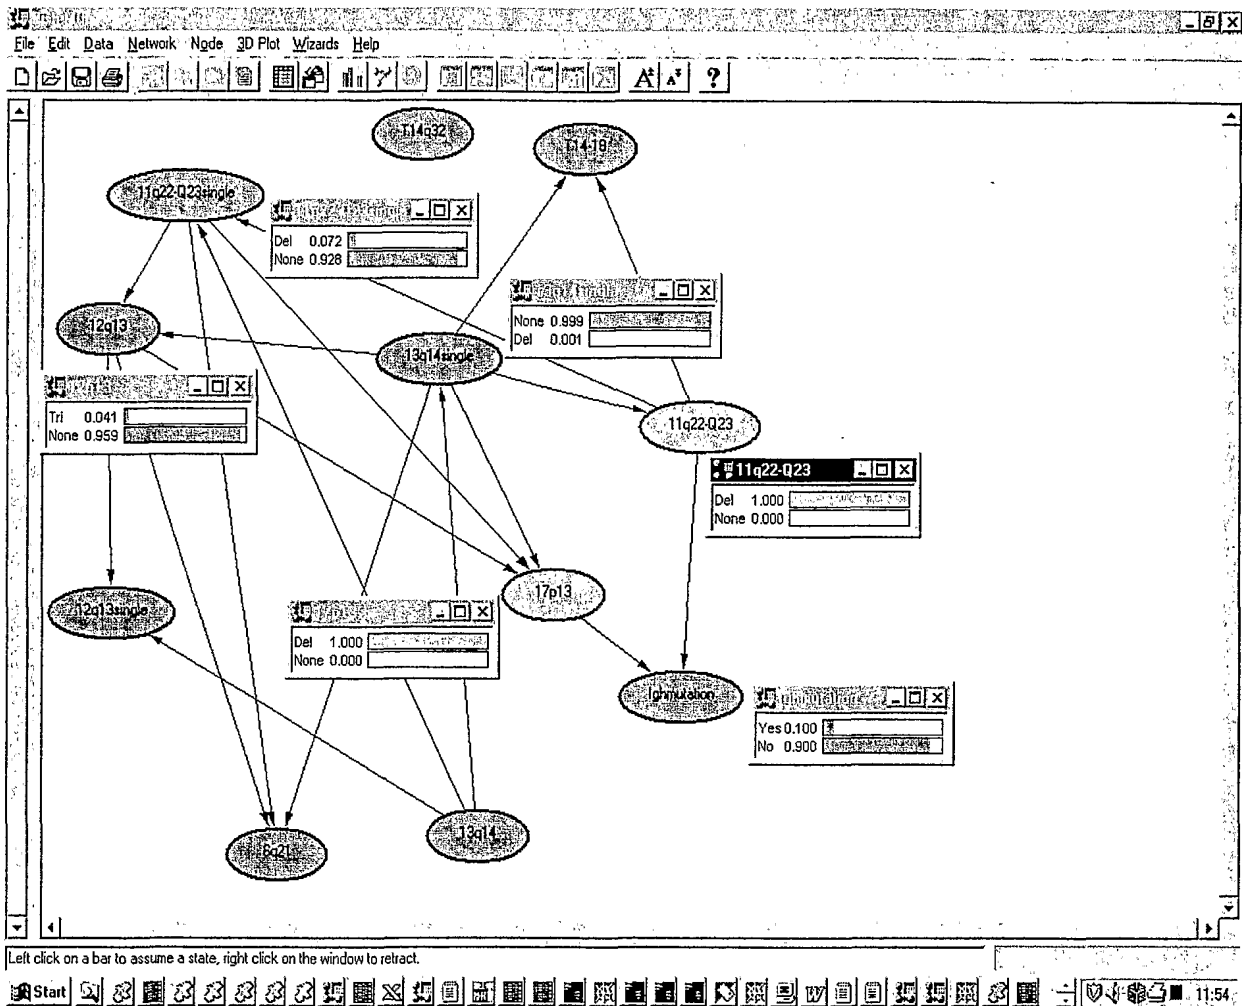 File Edit Data Network Node 3D Plot Wizards Help
T14q32
T14-18
11q22-Q23single
Del 0.072
None 0.928
None 0.999
Del 0.001
12q13
13q14single
Tri 0.041
None 0.959
11q22-Q23
11q22-Q23
Del 1.000
None 0.000
17p13
12q13single
Del 1.000
None 0.000
Ighmutation
Yes 0.100
No 0.900
13q14
6q21
Left click on a bar to assume a state, right click on the window to retract.
Start
11:54